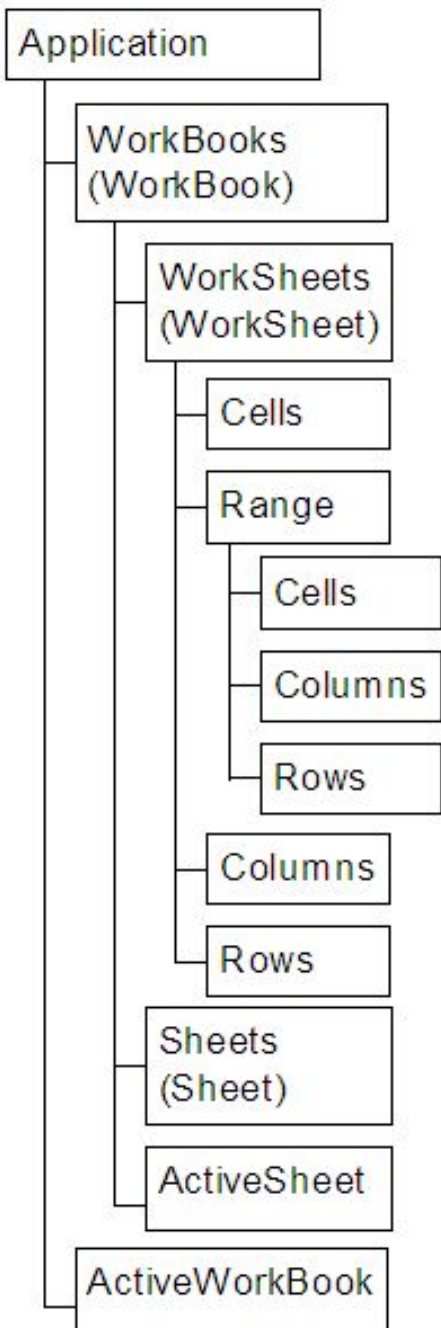 Application
WorkBooks
(WorkBook)
WorkSheets
(WorkSheet)
Cells
Range
Cells
Columns
Rows
Columns
Rows
Sheets
(Sheet)
ActiveSheet
ActiveWorkBook